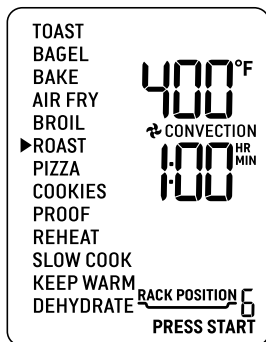 TOAST
BAGEL
BAKE
AIR FRY
BROIL
ROAST
PIZZA
COOKIES
PROOF
REHEAT
SLOW COOK
KEEP WARM
DEHYDRATE
400°F
CONVECTION
1:00 HR MIN
RACK POSITION 6
PRESS START